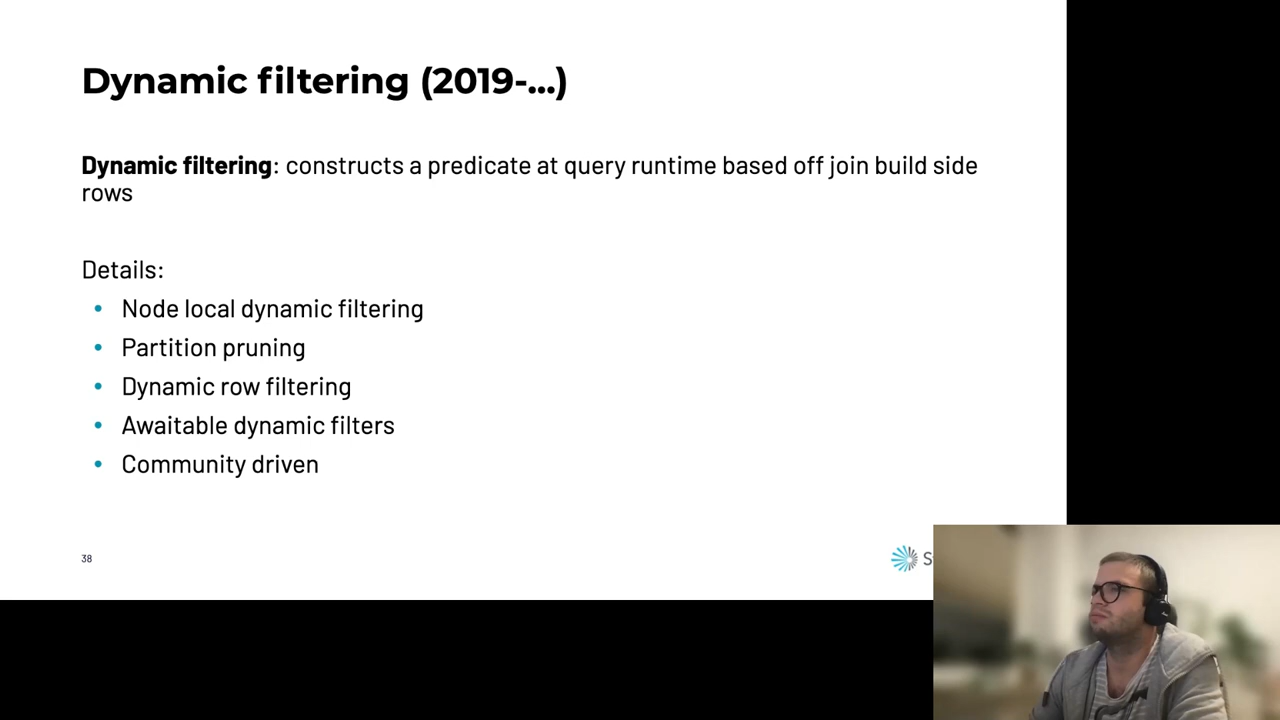 Dynamic filtering (2019-...)
Dynamic filtering: constructs a predicate at query runtime based off join build side
rows
Details:
• Node local dynamic filtering
• Partition pruning
• Dynamic row filtering
• Awaitable dynamic filters
• Community driven
38
S